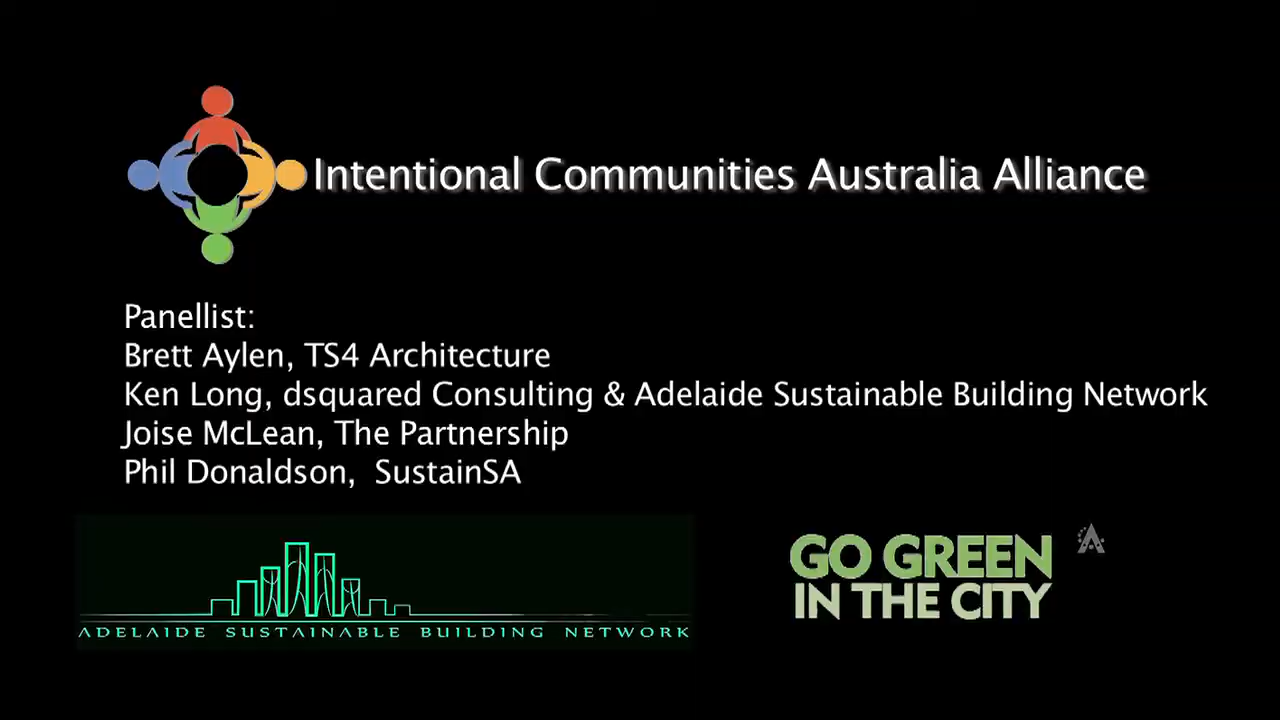 Intentional Communities Australia Alliance
Panellist:
Brett Aylen, TS4 Architecture
Ken Long, dsquared Consulting & Adelaide Sustainable Building Network
Joise McLean, The Partnership
Phil Donaldson, SustainSA
ADELAIDE SUSTAINABLE BUILDING NETWORK
GO GREEN
IN THE CITY